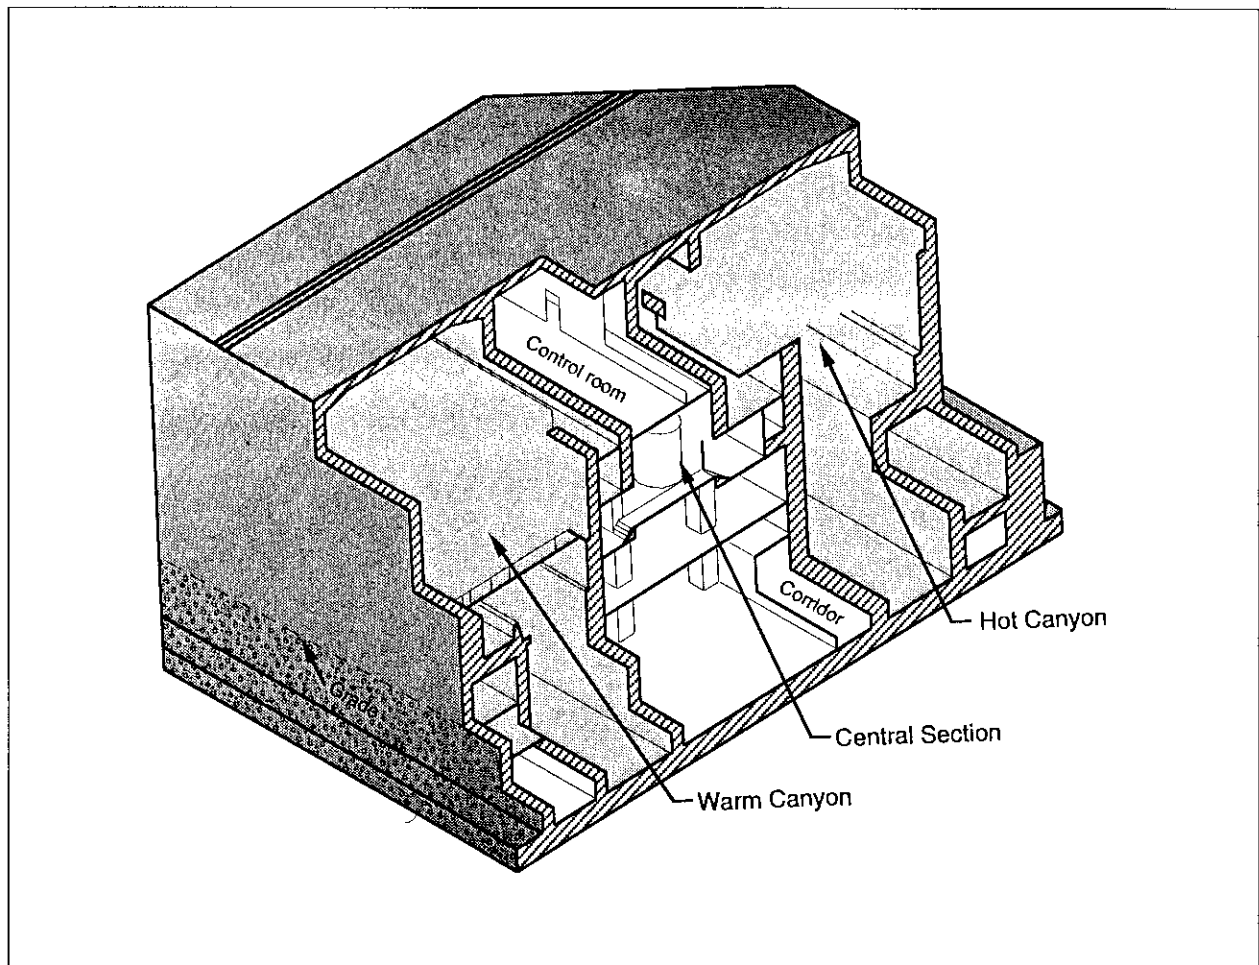 Control room
Corridor
Hot Canyon
Grade
Central Section
Warm Canyon